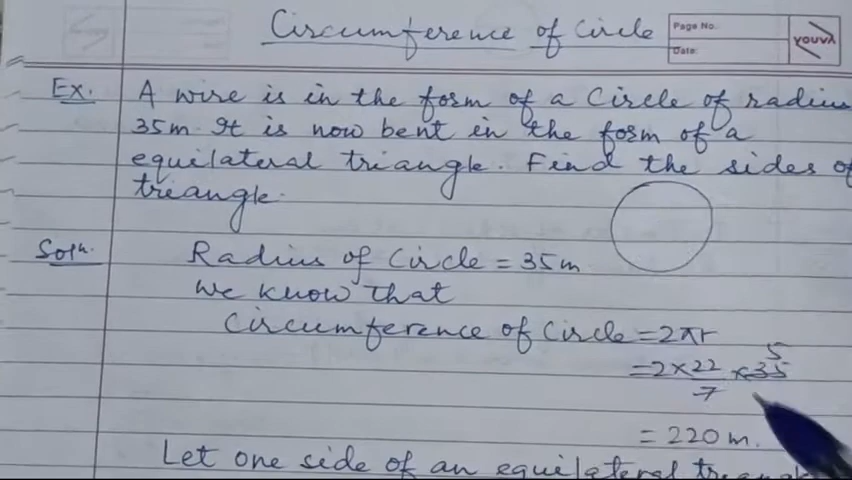 Circumference of Circle
Page No.
Date:
YOUVA
Ex. A wire is in the form of a circle of radius
35m. It is now bent in the form of a
equilateral triangle. Find the sides of
triangle.
Soln. Radius of Circle = 35m
We know that
Circumference of Circle = 2πr
= 2 × 22/7 × 35 5
= 220 m.
Let one side of an equilateral triangle